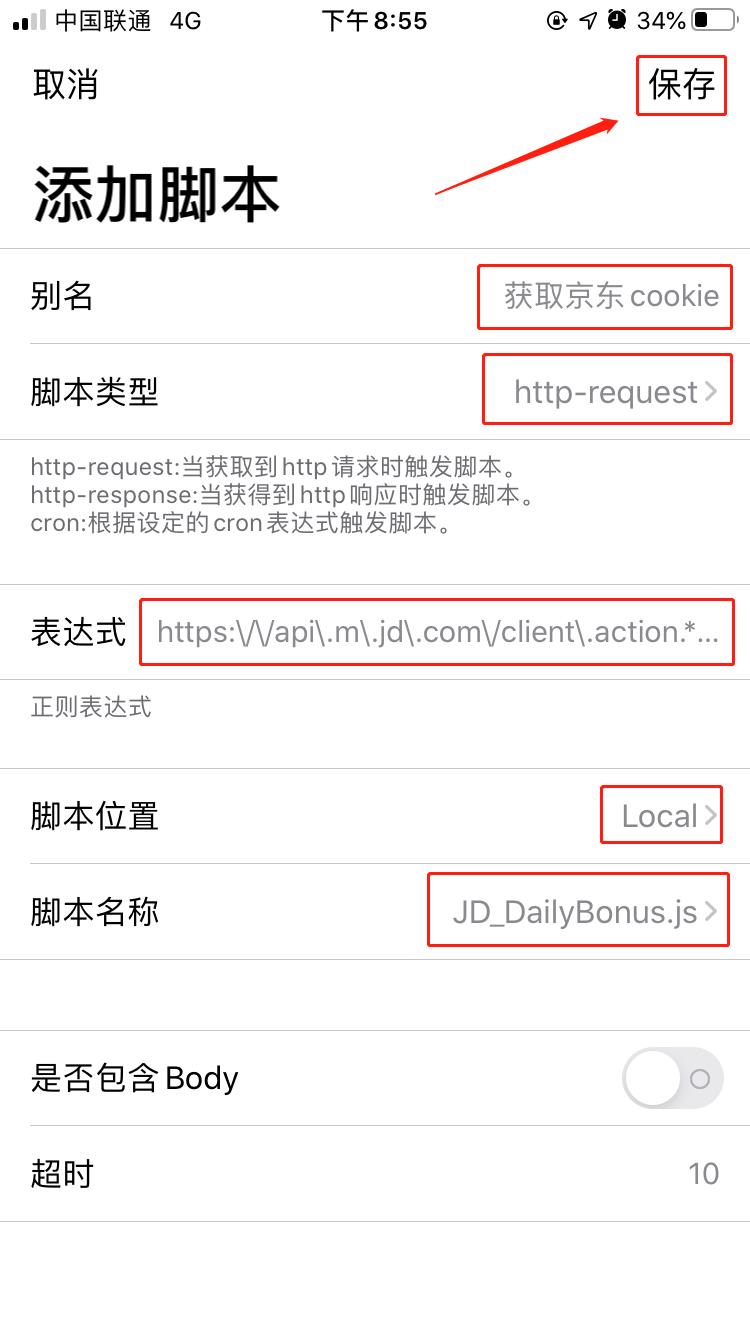 中国联通 4G 下午8:55 34%
取消 保存
添加脚本
别名 获取京东cookie
脚本类型 http-request
http-request:当获取到http请求时触发脚本。
http-response:当获得到http响应时触发脚本。
cron:根据设定的cron表达式触发脚本。
表达式 https:\/\/api\.m\.jd\.com\/client\.action.*...
正则表达式
脚本位置 Local
脚本名称 JD_DailyBonus.js
是否包含Body
超时 10